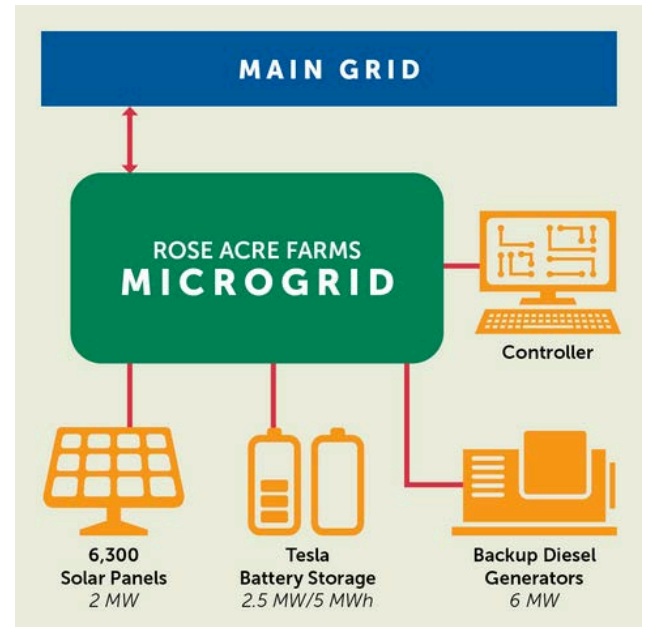 MAIN GRID
ROSE ACRE FARMS
MICROGRID
Controller
6,300
Solar Panels
2 MW
Tesla
Battery Storage
2.5 MW/5 MWh
Backup Diesel
Generators
6 MW